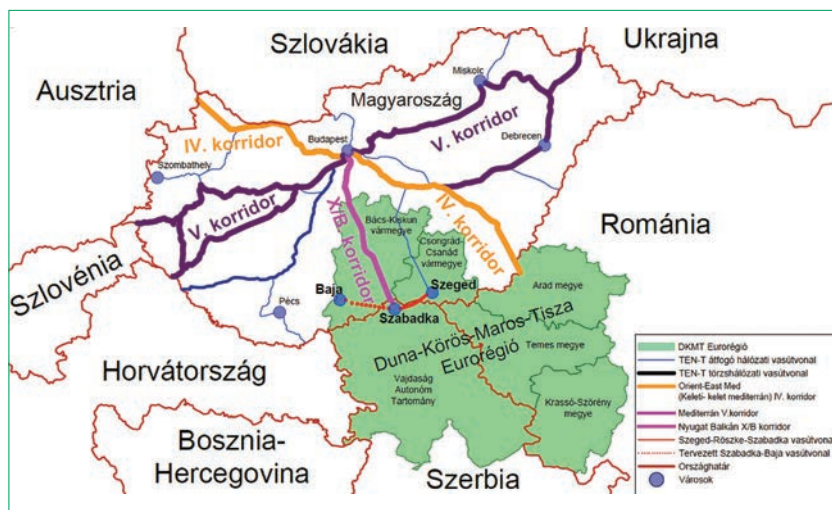 Szlovákia
Ukrajna
Ausztria
Miskolc
Magyaroszág
IV. korridor
Budapest
V. korridor
Debrecen
Szombathely
V. korridor
X/B korridor
IV. korridor
Románia
Bács-Kiskun
vármegye
Csongrád-
Csanád
vármegye
Szlovénia
Arad megye
Baja
Szeged
Pécs
Szabadka
Duna-Körös-Maros-Tisza
Eurorégió
Temes megye
Horvátország
Vajdaság
Autonóm
Tartomány
Krassó-Szörény
megye
Bosznia-
Hercegovina
Szerbia
DKMT Eurorégió
TEN-T átfogó hálózati vasútvonal
TEN-T törzshálózati vasútvonal
Orient-East Med
(Keleti- kelet mediterrán) IV. korridor
Mediterrán V.korridor
Nyugat Balkán X/B korridor
Szeged-Röszke-Szabadka vasútvona
Tervezett Szabadka-Baja vasútvonal
Országhatár
Városok